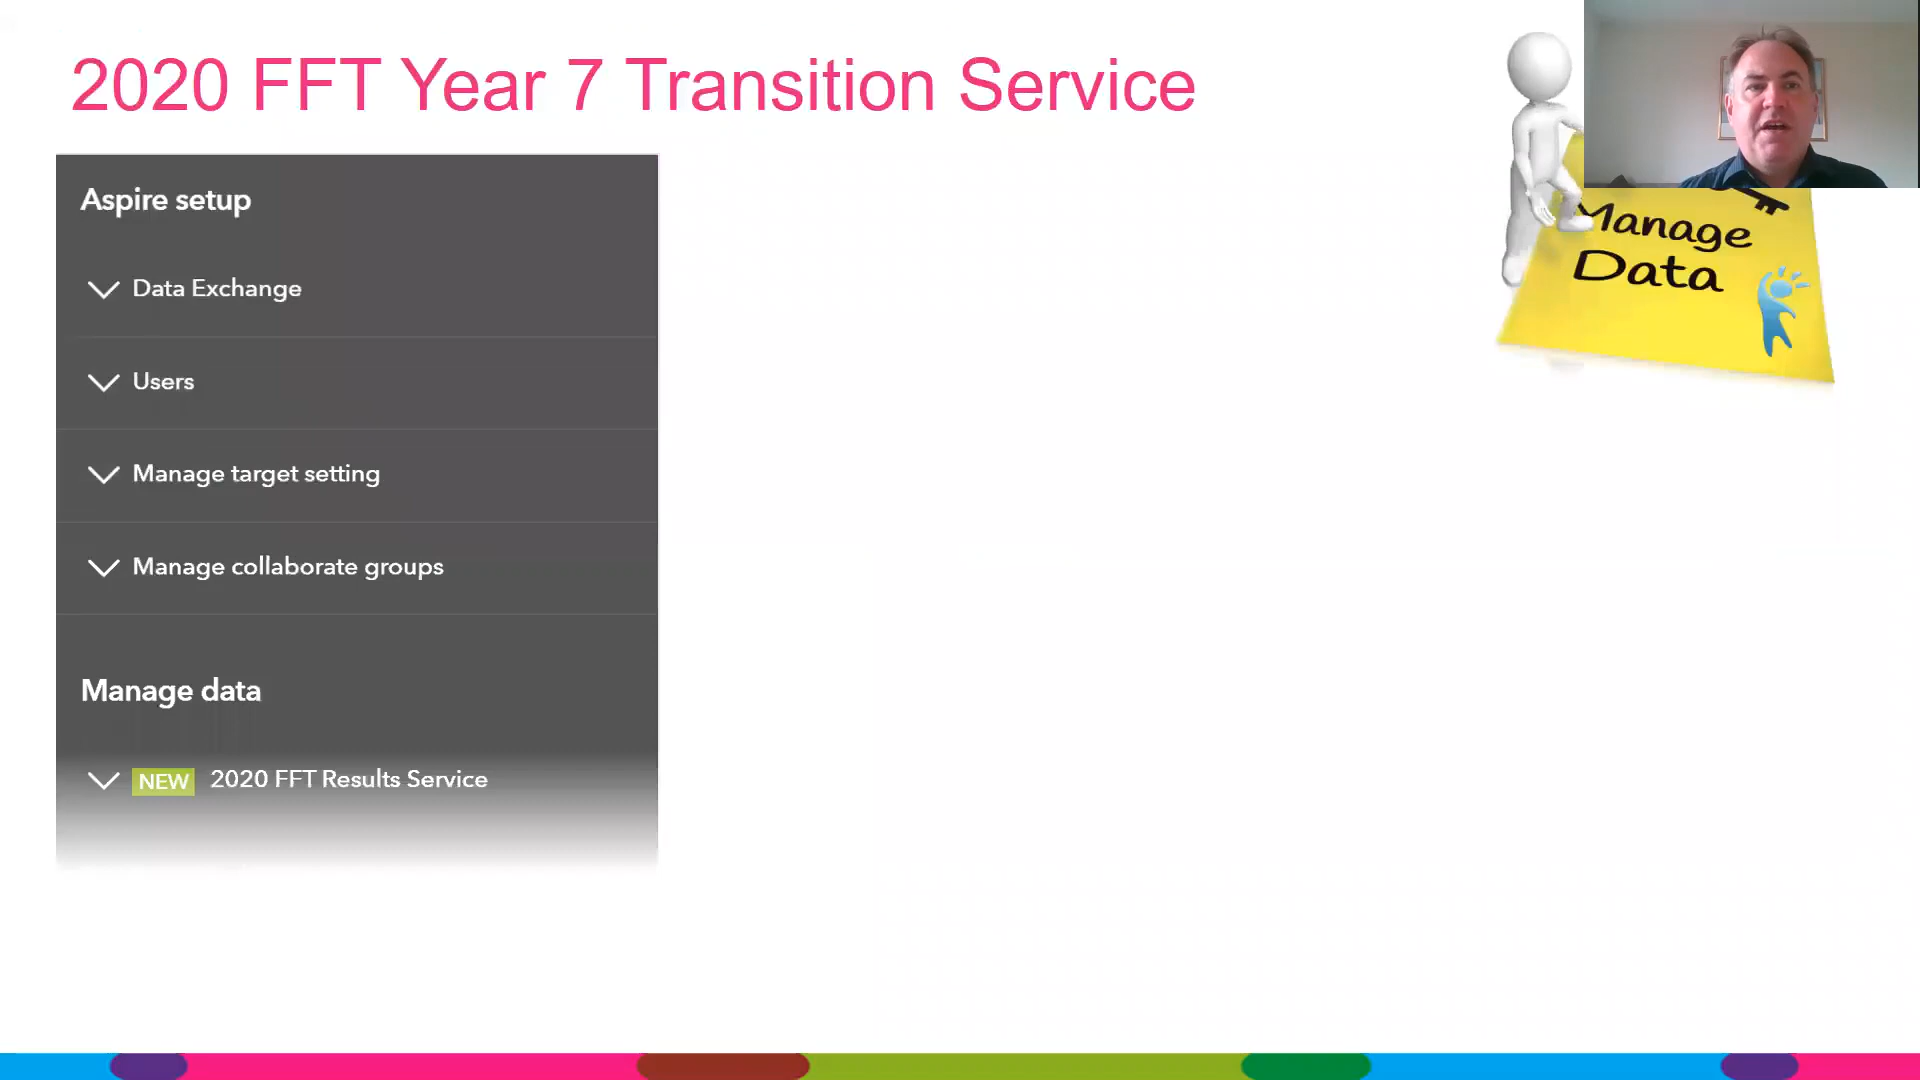 2020 FFT Year 7 Transition Service
Aspire setup
Data Exchange
Users
Manage target setting
Manage collaborate groups
Manage data
NEW 2020 FFT Results Service
Manage
Data